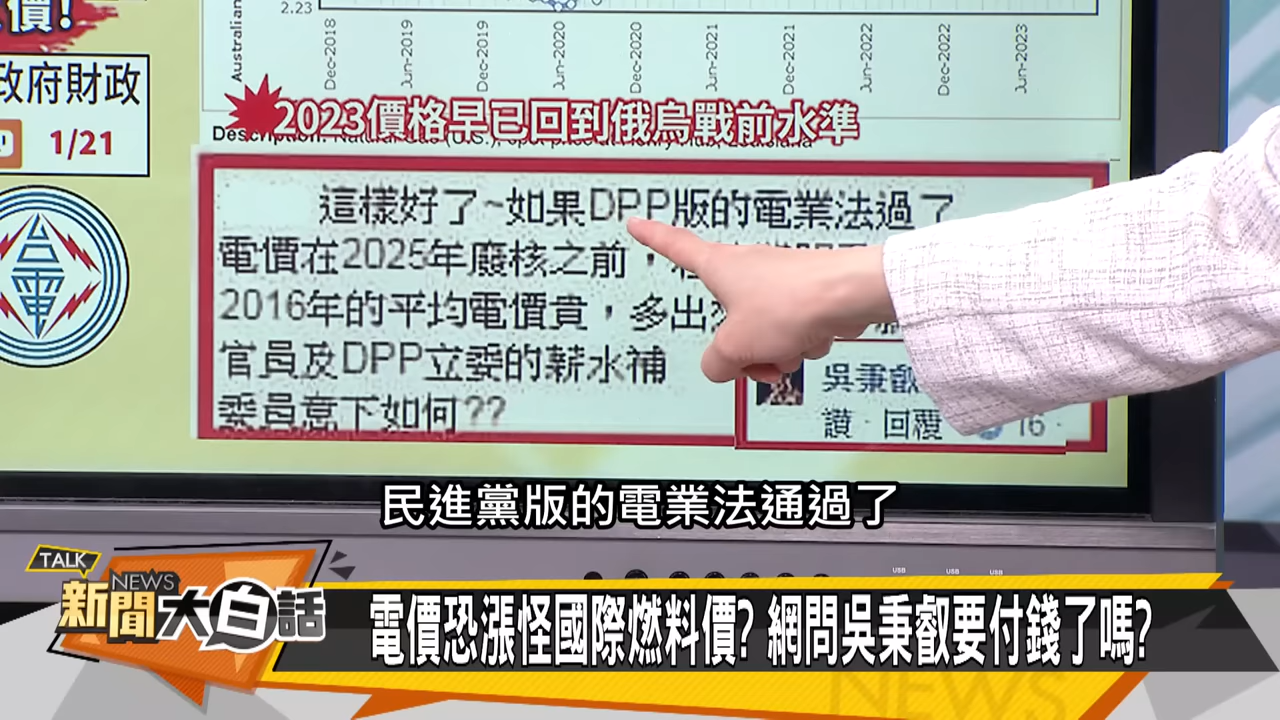 價!
政府財政
1/21
台電
2.23
Australian
Dec-2018
Jun-2019
Dec-2019
Jun-2020
Dec-2020
Jun-2021
Dec-2021
Jun-2022
Dec-2022
Jun-2023
2023價格早已回到俄烏戰前水準
這樣好了~如果DPP版的電業法過了
電價在2025年廢核之前，
2016年的平均電價貴，多出
官員及DPP立委的薪水補
委員意下如何??
吳秉叡
讚 · 回覆 16 ·
民進黨版的電業法通過了
USB USB USB
TALK
NEWS
新聞大白話
電價恐漲怪國際燃料價? 網問吳秉叡要付錢了嗎?
NEWS